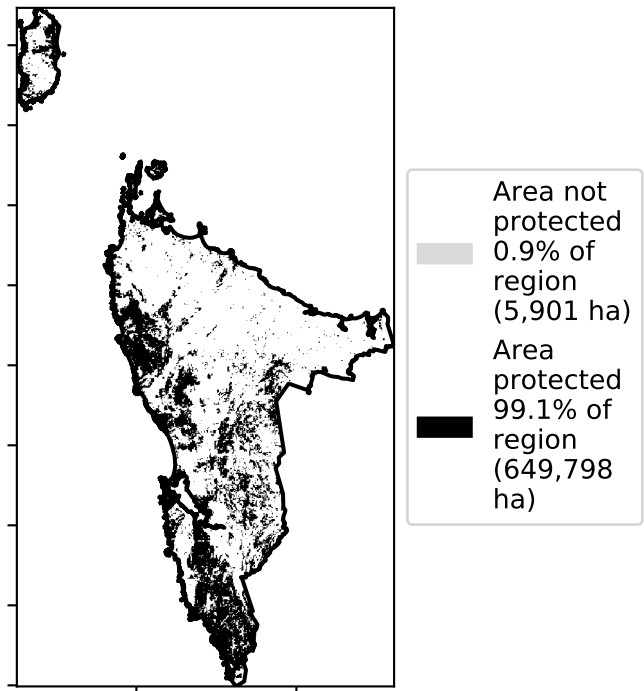 Area not
protected
0.9% of
region
(5,901 ha)
Area
protected
99.1% of
region
(649,798
ha)